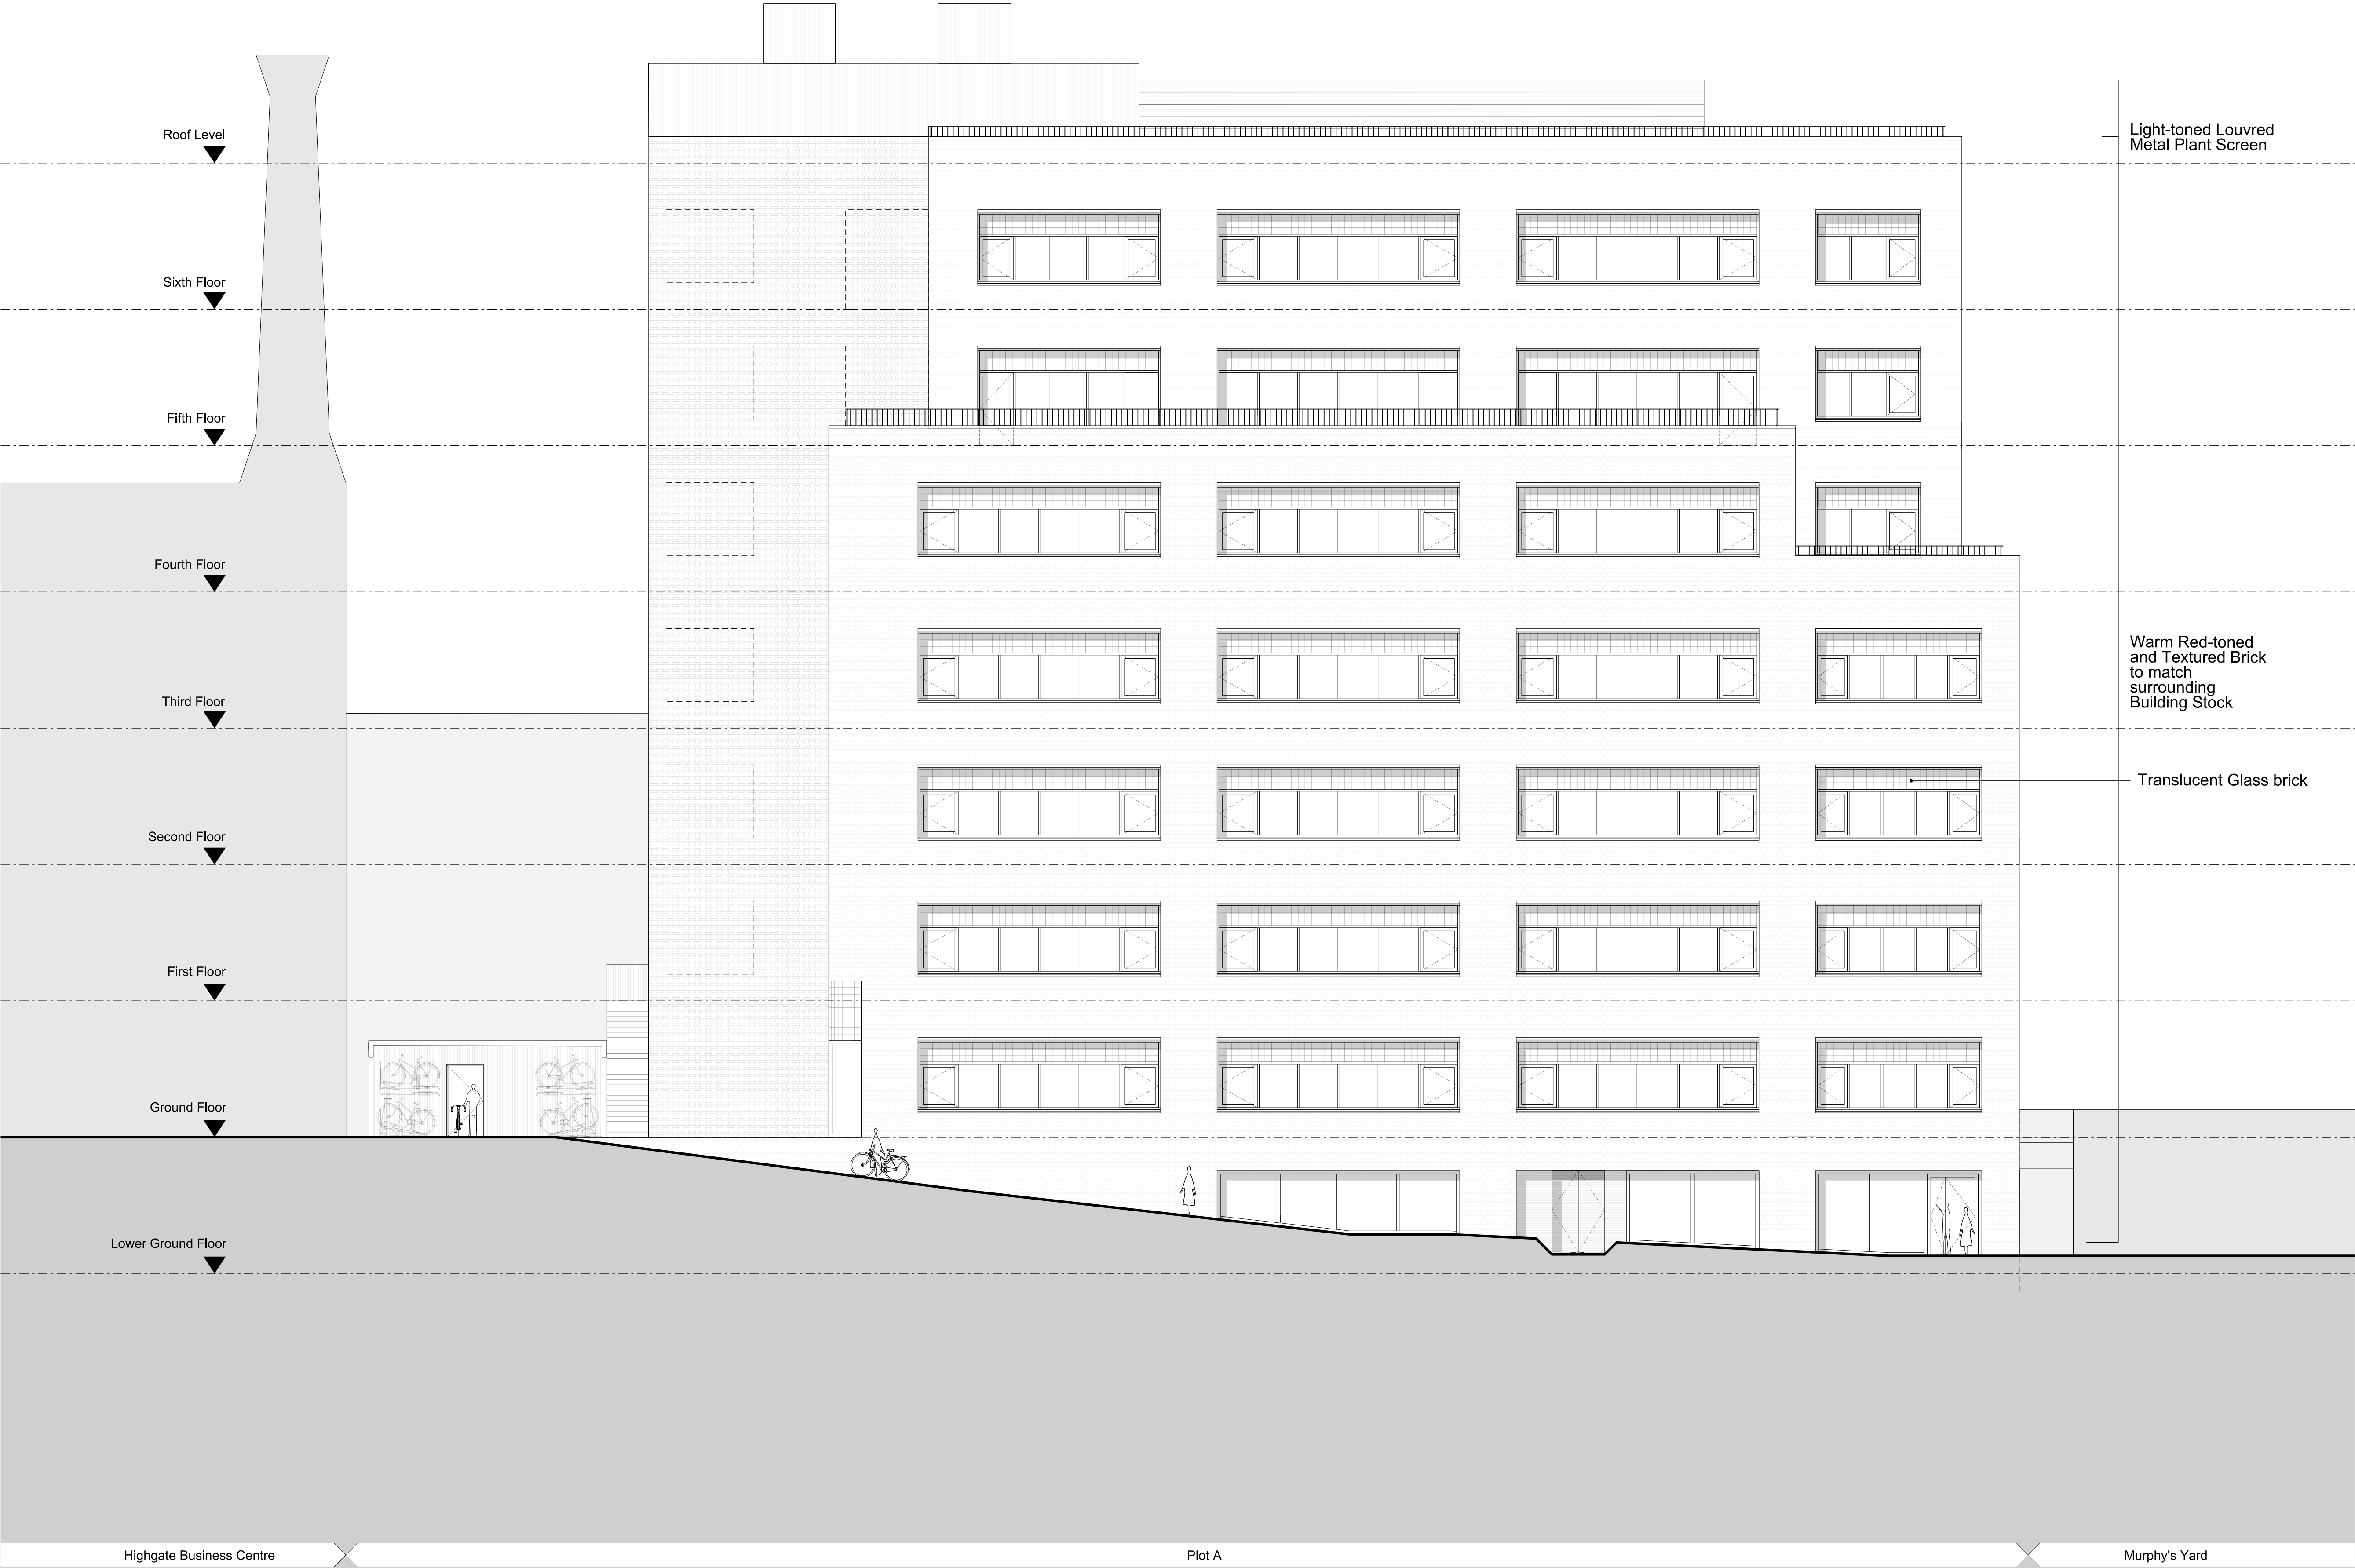 Roof Level
Light-toned Louvred
Metal Plant Screen
Sixth Floor
Fifth Floor
Fourth Floor
Warm Red-toned
and Textured Brick
to match
surrounding
Building Stock
Third Floor
Translucent Glass brick
Second Floor
First Floor
Ground Floor
Lower Ground Floor
Highgate Business Centre
Plot A
Murphy's Yard